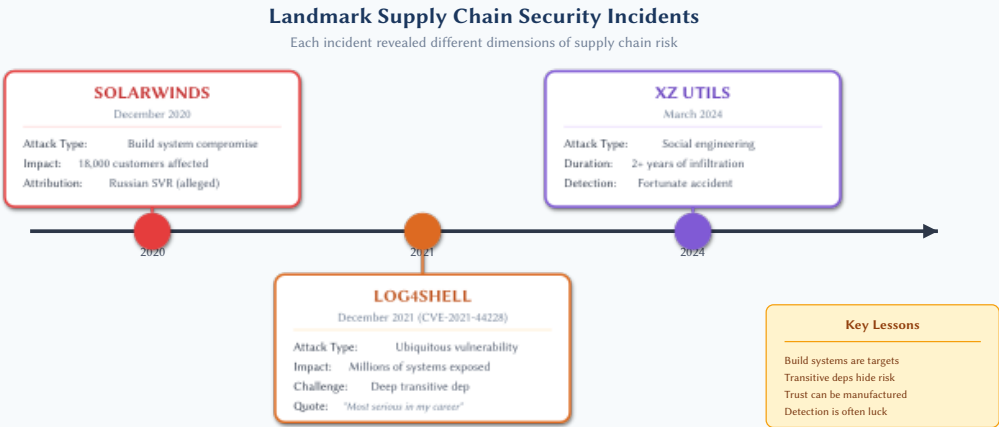 Landmark Supply Chain Security Incidents
Each incident revealed different dimensions of supply chain risk
SOLARWINDS
December 2020
Attack Type: Build system compromise
Impact: 18,000 customers affected
Attribution: Russian SVR (alleged)
XZ UTILS
March 2024
Attack Type: Social engineering
Duration: 2+ years of infiltration
Detection: Fortunate accident
2020
2021
2024
LOG4SHELL
December 2021 (CVE-2021-44228)
Attack Type: Ubiquitous vulnerability
Impact: Millions of systems exposed
Challenge: Deep transitive dep
Quote: "Most serious in my career"
Key Lessons
Build systems are targets
Transitive deps hide risk
Trust can be manufactured
Detection is often luck